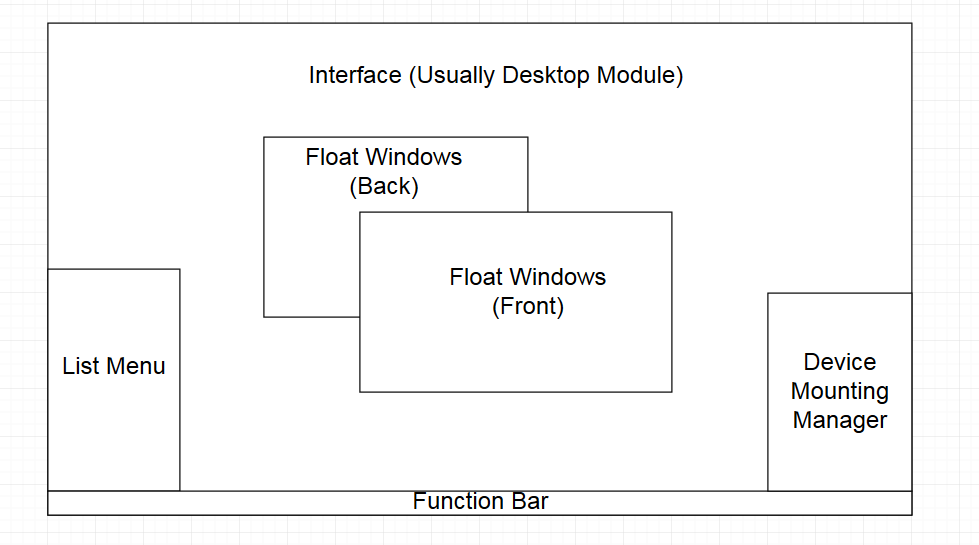 Interface (Usually Desktop Module)
Float Windows
(Back)
Float Windows
(Front)
List Menu
Device
Mounting
Manager
Function Bar